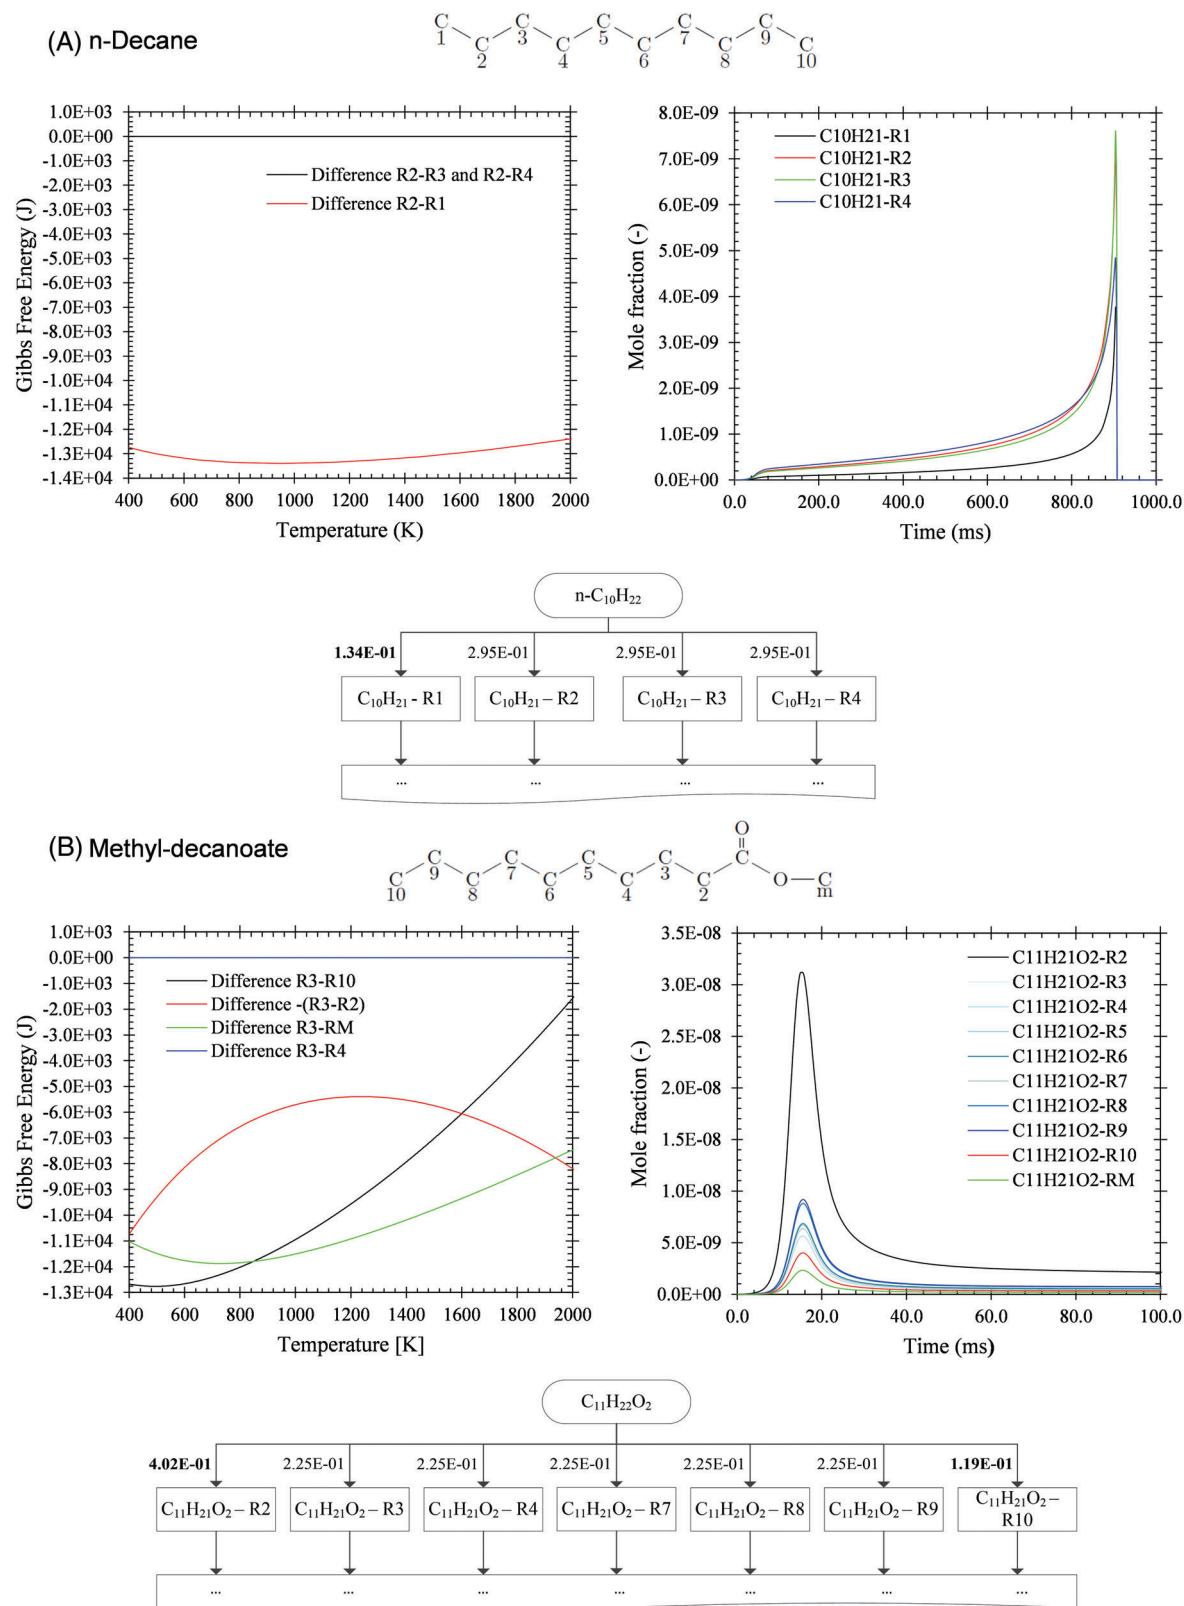 (A) n-Decane
C C C C C C C C C C
1 2 3 4 5 6 7 8 9 10
Gibbs Free Energy (J)
1.0E+03
0.0E+00
-1.0E+03
-2.0E+03
-3.0E+03
-4.0E+03
-5.0E+03
-6.0E+03
-7.0E+03
-8.0E+03
-9.0E+03
-1.0E+04
-1.1E+04
-1.2E+04
-1.3E+04
-1.4E+04
Difference R2-R3 and R2-R4
Difference R2-R1
400 600 800 1000 1200 1400 1600 1800 2000
Temperature (K)
Mole fraction (-)
8.0E-09
7.0E-09
6.0E-09
5.0E-09
4.0E-09
3.0E-09
2.0E-09
1.0E-09
0.0E+00
C10H21-R1
C10H21-R2
C10H21-R3
C10H21-R4
0.0 200.0 400.0 600.0 800.0 1000.0
Time (ms)
n-C₁₀H₂₂
1.34E-01 2.95E-01 2.95E-01 2.95E-01
C₁₀H₂₁ - R1 C₁₀H₂₁ – R2 C₁₀H₂₁ – R3 C₁₀H₂₁ – R4
... ... ... ...
(B) Methyl-decanoate
O
C C C C C C C C C C O C
10 9 8 7 6 5 4 3 2 m
Gibbs Free Energy (J)
1.0E+03
0.0E+00
-1.0E+03
-2.0E+03
-3.0E+03
-4.0E+03
-5.0E+03
-6.0E+03
-7.0E+03
-8.0E+03
-9.0E+03
-1.0E+04
-1.1E+04
-1.2E+04
-1.3E+04
Difference R3-R10
Difference -(R3-R2)
Difference R3-RM
Difference R3-R4
400 600 800 1000 1200 1400 1600 1800 2000
Temperature [K]
Mole fraction (-)
3.5E-08
3.0E-08
2.5E-08
2.0E-08
1.5E-08
1.0E-08
5.0E-09
0.0E+00
C11H21O2-R2
C11H21O2-R3
C11H21O2-R4
C11H21O2-R5
C11H21O2-R6
C11H21O2-R7
C11H21O2-R8
C11H21O2-R9
C11H21O2-R10
C11H21O2-RM
0.0 20.0 40.0 60.0 80.0 100.0
Time (ms)
C₁₁H₂₂O₂
4.02E-01 2.25E-01 2.25E-01 2.25E-01 2.25E-01 2.25E-01 1.19E-01
C₁₁H₂₁O₂ – R2 C₁₁H₂₁O₂ – R3 C₁₁H₂₁O₂ – R4 C₁₁H₂₁O₂ – R7 C₁₁H₂₁O₂ – R8 C₁₁H₂₁O₂ – R9 C₁₁H₂₁O₂ –
R10
... ... ... ... ... ... ...